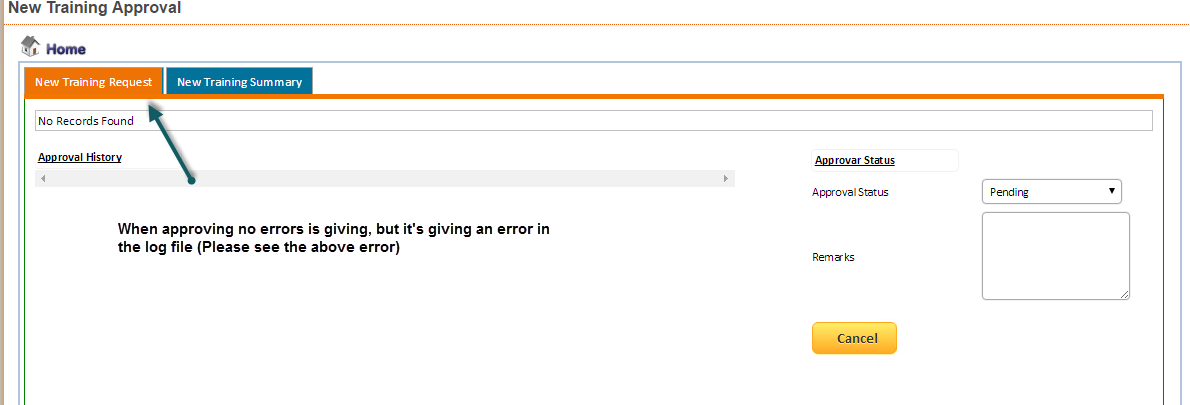 New Training Approval
Home
New Training Request
New Training Summary
No Records Found
Approval History
Approvar Status
Approval Status
Pending
When approving no errors is giving, but it's giving an error in
the log file (Please see the above error)
Remarks
Cancel